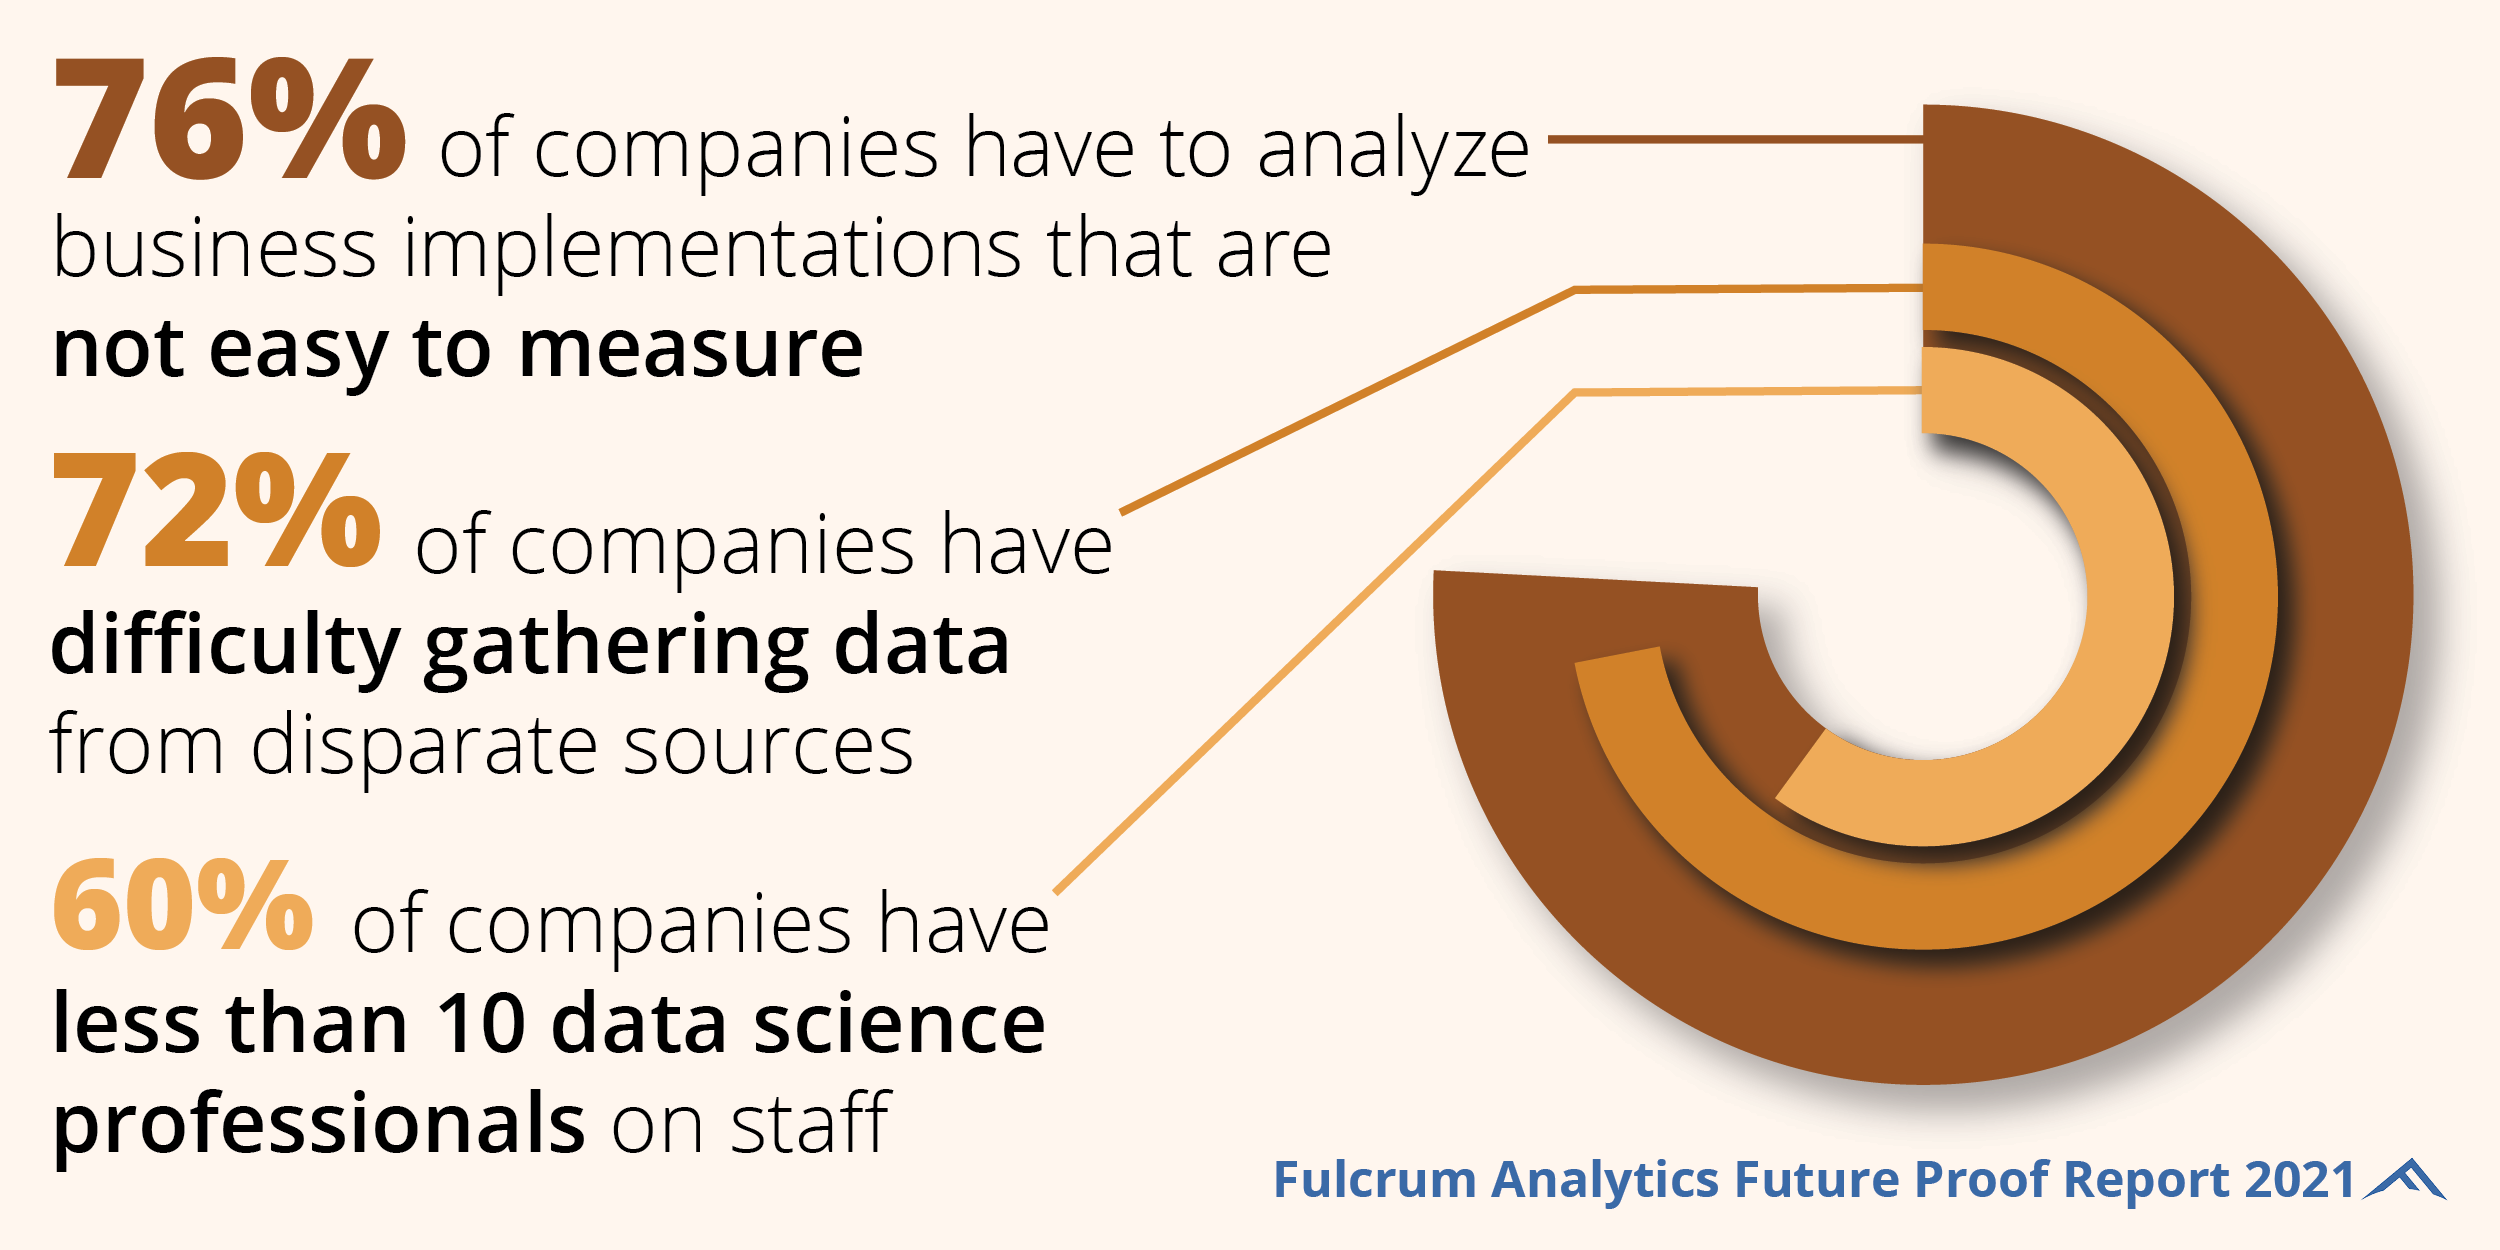 76% of companies have to analyze
business implementations that are
not easy to measure
72% of companies have
difficulty gathering data
from disparate sources
60% of companies have
less than 10 data science
professionals on staff
Fulcrum Analytics Future Proof Report 2021